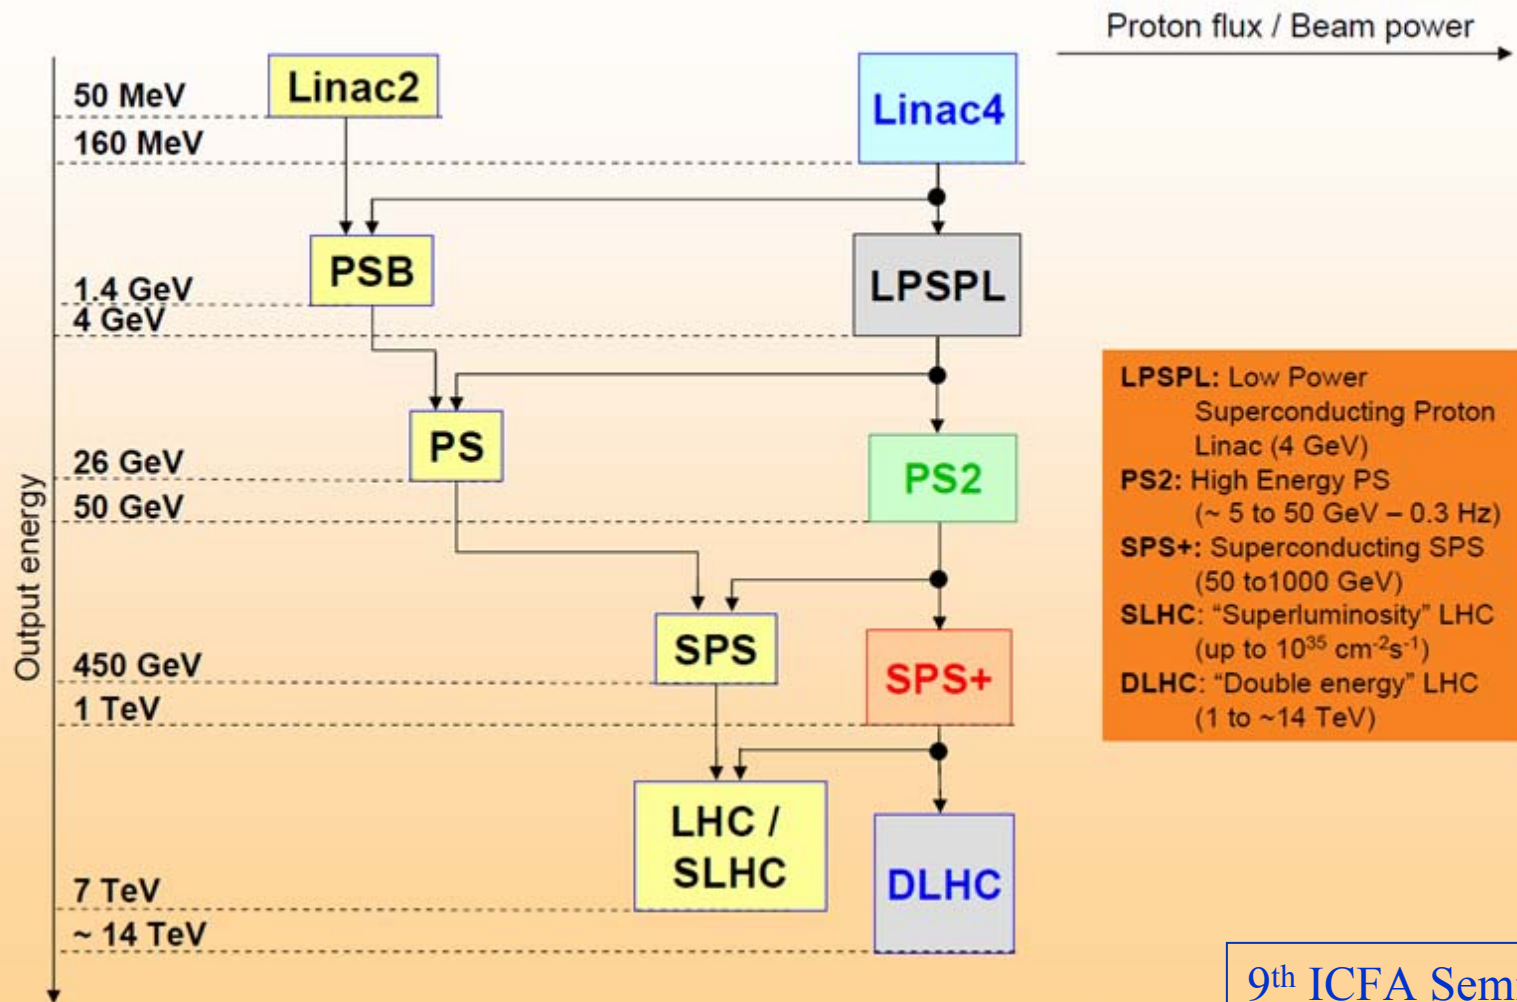 Proton flux / Beam power
Output energy
Linac2
Linac4
50 MeV
160 MeV
PSB
LPSPL
1.4 GeV
4 GeV
PS
PS2
26 GeV
50 GeV
SPS
SPS+
450 GeV
1 TeV
LHC /
SLHC
DLHC
7 TeV
~ 14 TeV
LPSPL: Low Power
Superconducting Proton
Linac (4 GeV)
PS2: High Energy PS
(~ 5 to 50 GeV – 0.3 Hz)
SPS+: Superconducting SPS
(50 to1000 GeV)
SLHC: “Superluminosity” LHC
(up to 10³⁵ cm⁻²s⁻¹)
DLHC: “Double energy” LHC
(1 to ~14 TeV)
9th ICFA Sem